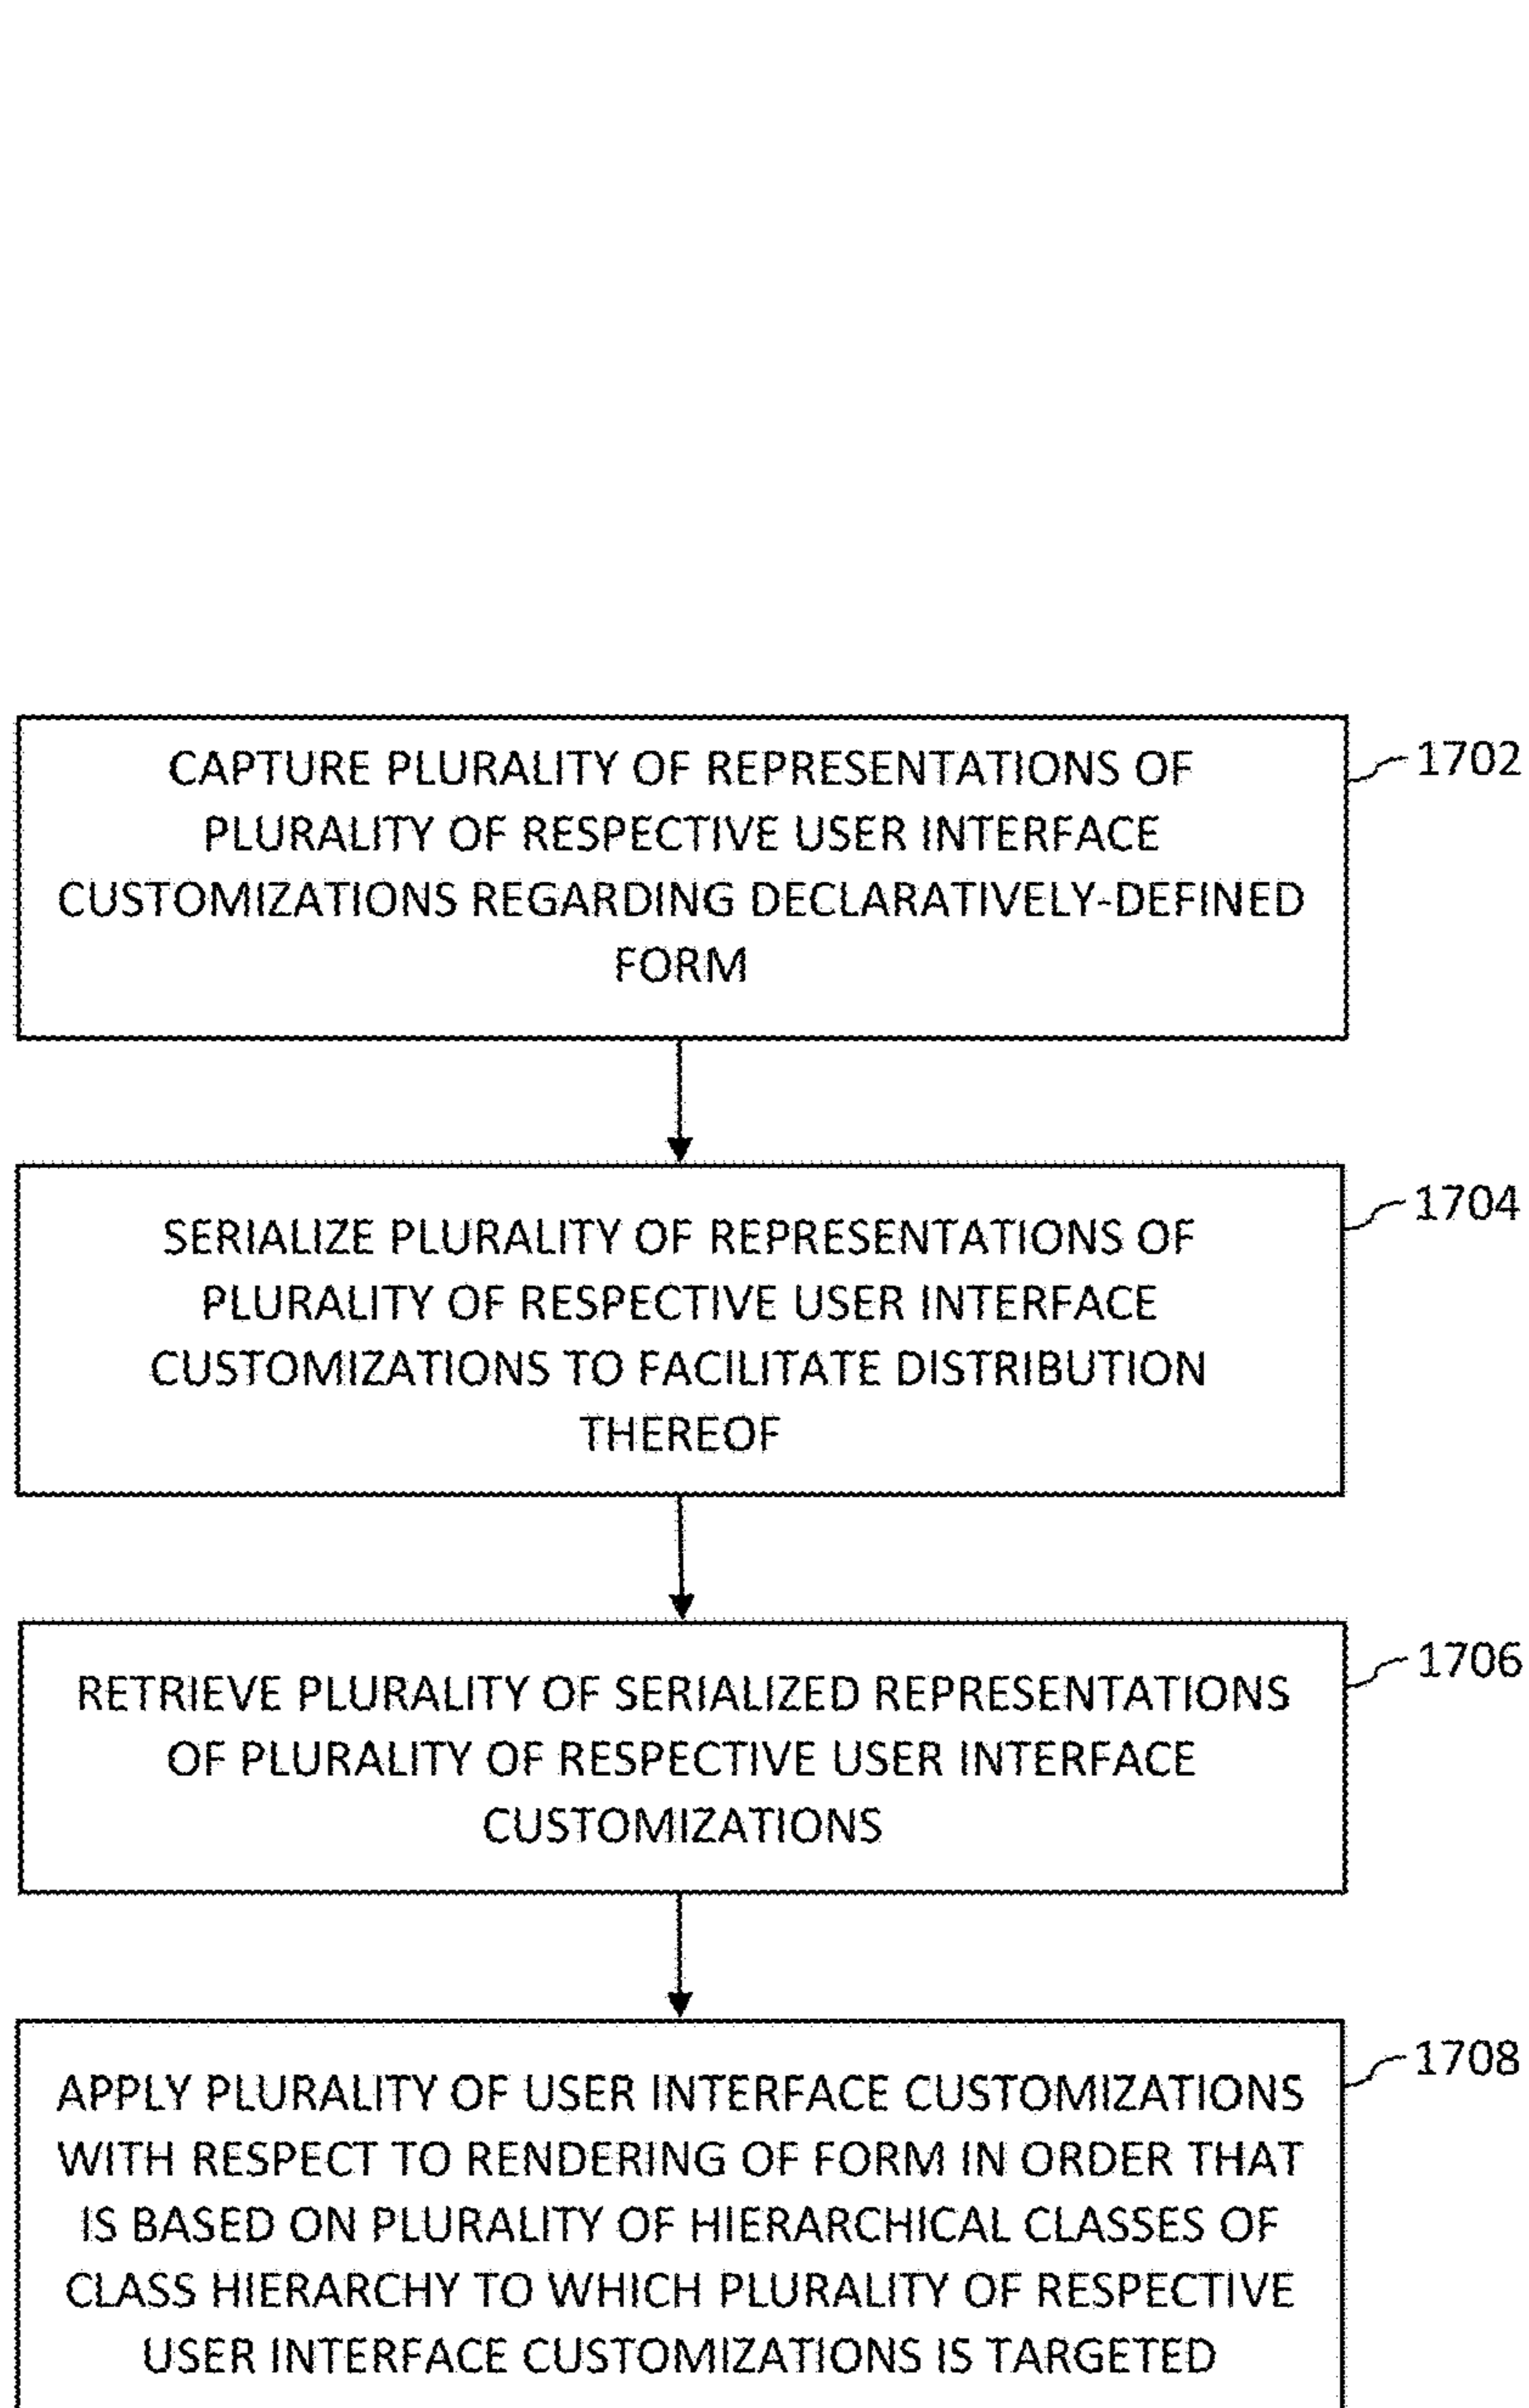 CAPTURE PLURALITY OF REPRESENTATIONS OF
PLURALITY OF RESPECTIVE USER INTERFACE
CUSTOMIZATIONS REGARDING DECLARATIVELY-DEFINED
FORM
1702
SERIALIZE PLURALITY OF REPRESENTATIONS OF
PLURALITY OF RESPECTIVE USER INTERFACE
CUSTOMIZATIONS TO FACILITATE DISTRIBUTION
THEREOF
1704
RETRIEVE PLURALITY OF SERIALIZED REPRESENTATIONS
OF PLURALITY OF RESPECTIVE USER INTERFACE
CUSTOMIZATIONS
1706
APPLY PLURALITY OF USER INTERFACE CUSTOMIZATIONS
WITH RESPECT TO RENDERING OF FORM IN ORDER THAT
IS BASED ON PLURALITY OF HIERARCHICAL CLASSES OF
CLASS HIERARCHY TO WHICH PLURALITY OF RESPECTIVE
USER INTERFACE CUSTOMIZATIONS IS TARGETED
1708